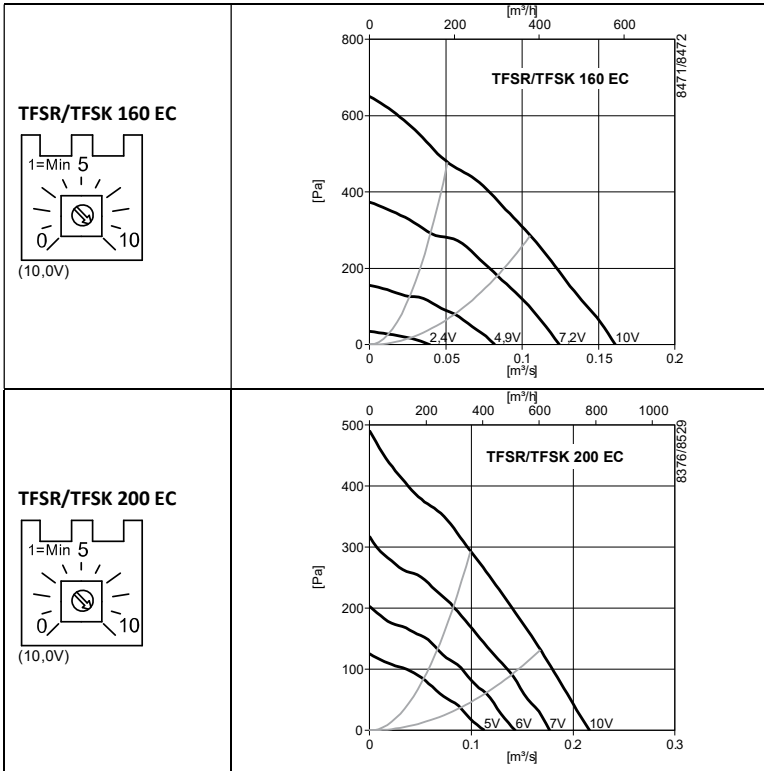 TFSR/TFSK 160 EC
1=Min 5
0 10
(10,0V)
[m³/h]
0 200 400 600
800
600
400
200
0
[Pa]
TFSR/TFSK 160 EC
8471/8472
2,4V 4,9V 7,2V 10V
0 0.05 0.1 0.15 0.2
[m³/s]
TFSR/TFSK 200 EC
1=Min 5
0 10
(10,0V)
[m³/h]
0 200 400 600 800 1000
500
400
300
200
100
0
[Pa]
TFSR/TFSK 200 EC
8376/8529
5V 6V 7V 10V
0 0.1 0.2 0.3
[m³/s]